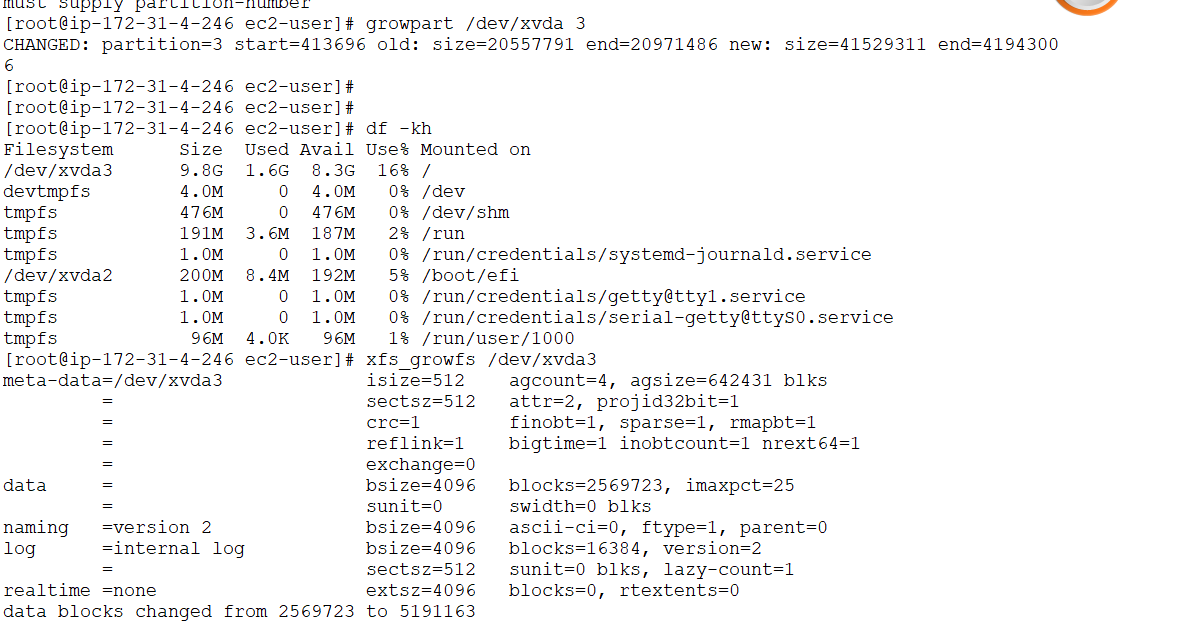 must supply partition-number
[root@ip-172-31-4-246 ec2-user]# growpart /dev/xvda 3
CHANGED: partition=3 start=413696 old: size=20557791 end=20971486 new: size=41529311 end=4194300
6
[root@ip-172-31-4-246 ec2-user]#
[root@ip-172-31-4-246 ec2-user]#
[root@ip-172-31-4-246 ec2-user]# df -kh
Filesystem      Size  Used Avail Use% Mounted on
/dev/xvda3      9.8G  1.6G  8.3G  16% /
devtmpfs        4.0M     0  4.0M   0% /dev
tmpfs           476M     0  476M   0% /dev/shm
tmpfs           191M  3.6M  187M   2% /run
tmpfs           1.0M     0  1.0M   0% /run/credentials/systemd-journald.service
/dev/xvda2      200M  8.4M  192M   5% /boot/efi
tmpfs           1.0M     0  1.0M   0% /run/credentials/getty@tty1.service
tmpfs           1.0M     0  1.0M   0% /run/credentials/serial-getty@ttyS0.service
tmpfs            96M  4.0K   96M   1% /run/user/1000
[root@ip-172-31-4-246 ec2-user]# xfs_growfs /dev/xvda3
meta-data=/dev/xvda3             isize=512    agcount=4, agsize=642431 blks
         =                       sectsz=512   attr=2, projid32bit=1
         =                       crc=1        finobt=1, sparse=1, rmapbt=1
         =                       reflink=1    bigtime=1 inobtcount=1 nrext64=1
         =                       exchange=0
data     =                       bsize=4096   blocks=2569723, imaxpct=25
         =                       sunit=0      swidth=0 blks
naming   =version 2              bsize=4096   ascii-ci=0, ftype=1, parent=0
log      =internal log           bsize=4096   blocks=16384, version=2
         =                       sectsz=512   sunit=0 blks, lazy-count=1
realtime =none                   extsz=4096   blocks=0, rtextents=0
data blocks changed from 2569723 to 5191163